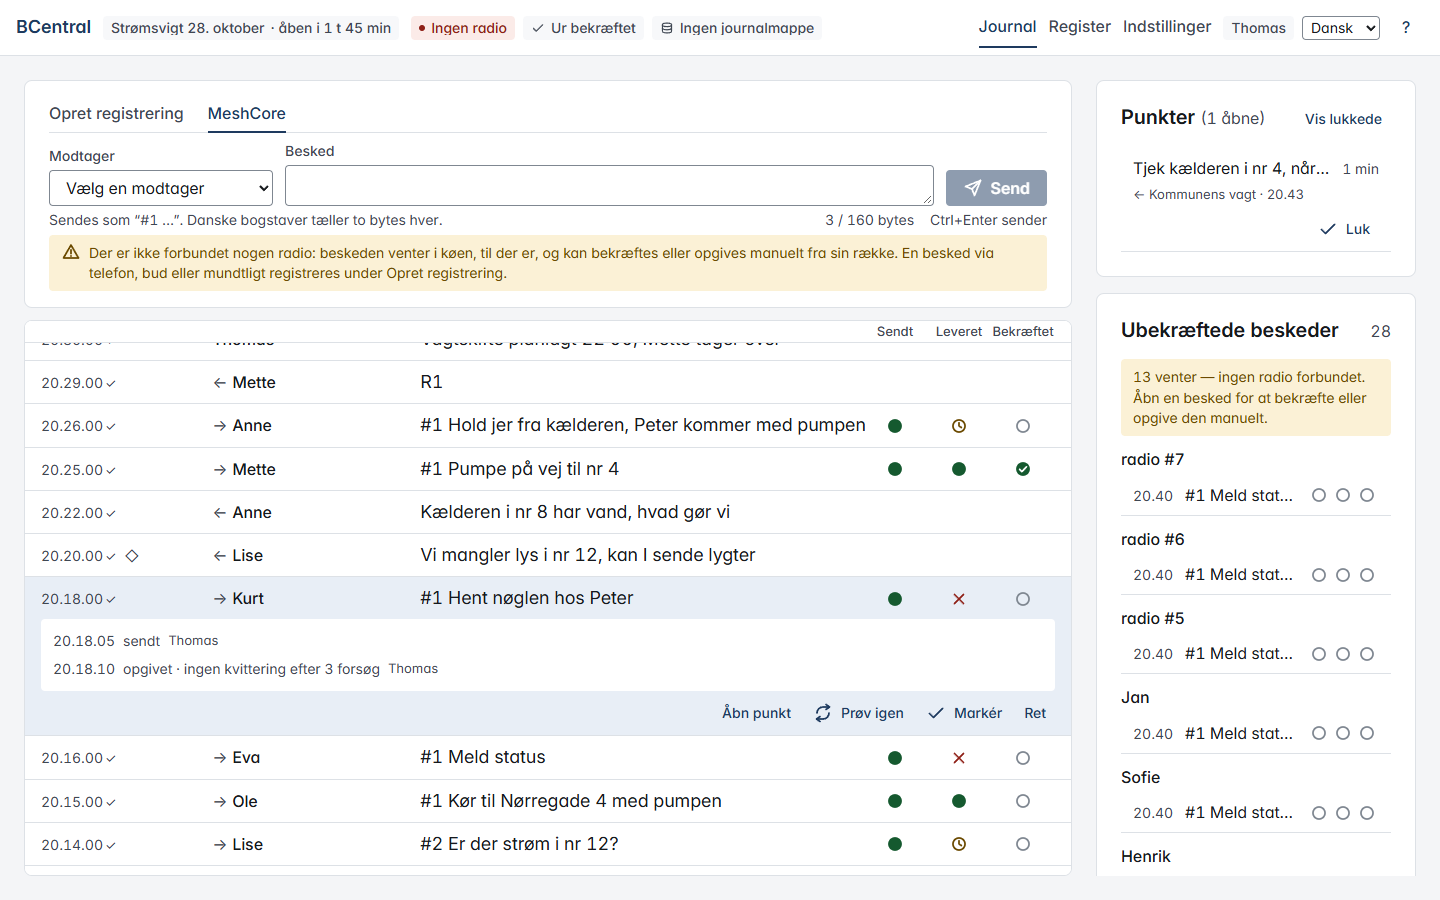 BCentral
Strømsvigt 28. oktober · åben i 1 t 45 min
Ingen radio
Ur bekræftet
Ingen journalmappe
Journal
Register
Indstillinger
Thomas
Dansk
?
Opret registrering
MeshCore
Modtager
Besked
Vælg en modtager
Send
Sendes som “#1 …”. Danske bogstaver tæller to bytes hver.
3 / 160 bytes
Ctrl+Enter sender
Der er ikke forbundet nogen radio: beskeden venter i køen, til der er, og kan bekræftes eller opgives manuelt fra sin række. En besked via
telefon, bud eller mundtligt registreres under Opret registrering.
Sendt Leveret Bekræftet
20.29.00 ← Mette R1
20.26.00 → Anne #1 Hold jer fra kælderen, Peter kommer med pumpen
20.25.00 → Mette #1 Pumpe på vej til nr 4
20.22.00 ← Anne Kælderen i nr 8 har vand, hvad gør vi
20.20.00 ← Lise Vi mangler lys i nr 12, kan I sende lygter
20.18.00 → Kurt #1 Hent nøglen hos Peter
20.18.05 sendt Thomas
20.18.10 opgivet · ingen kvittering efter 3 forsøg Thomas
Åbn punkt Prøv igen Markér Ret
20.16.00 → Eva #1 Meld status
20.15.00 → Ole #1 Kør til Nørregade 4 med pumpen
20.14.00 → Lise #2 Er der strøm i nr 12?
Punkter (1 åbne)
Vis lukkede
Tjek kælderen i nr 4, når… 1 min
← Kommunens vagt · 20.43
Luk
Ubekræftede beskeder 28
13 venter — ingen radio forbundet.
Åbn en besked for at bekræfte eller
opgive den manuelt.
radio #7
20.40 #1 Meld stat…
radio #6
20.40 #1 Meld stat…
radio #5
20.40 #1 Meld stat…
Jan
20.40 #1 Meld stat…
Sofie
20.40 #1 Meld stat…
Henrik